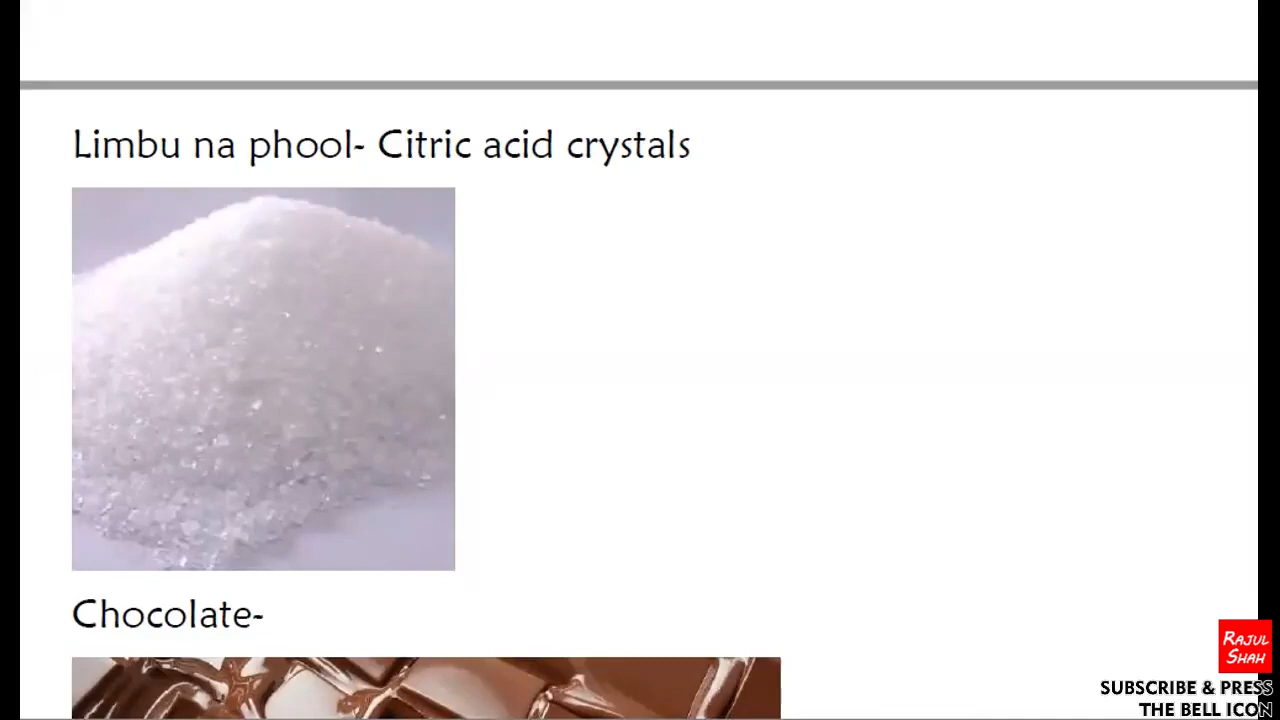 Limbu na phool- Citric acid crystals
Chocolate-
RAJUL
SHAH
SUBSCRIBE & PRESS
THE BELL ICON